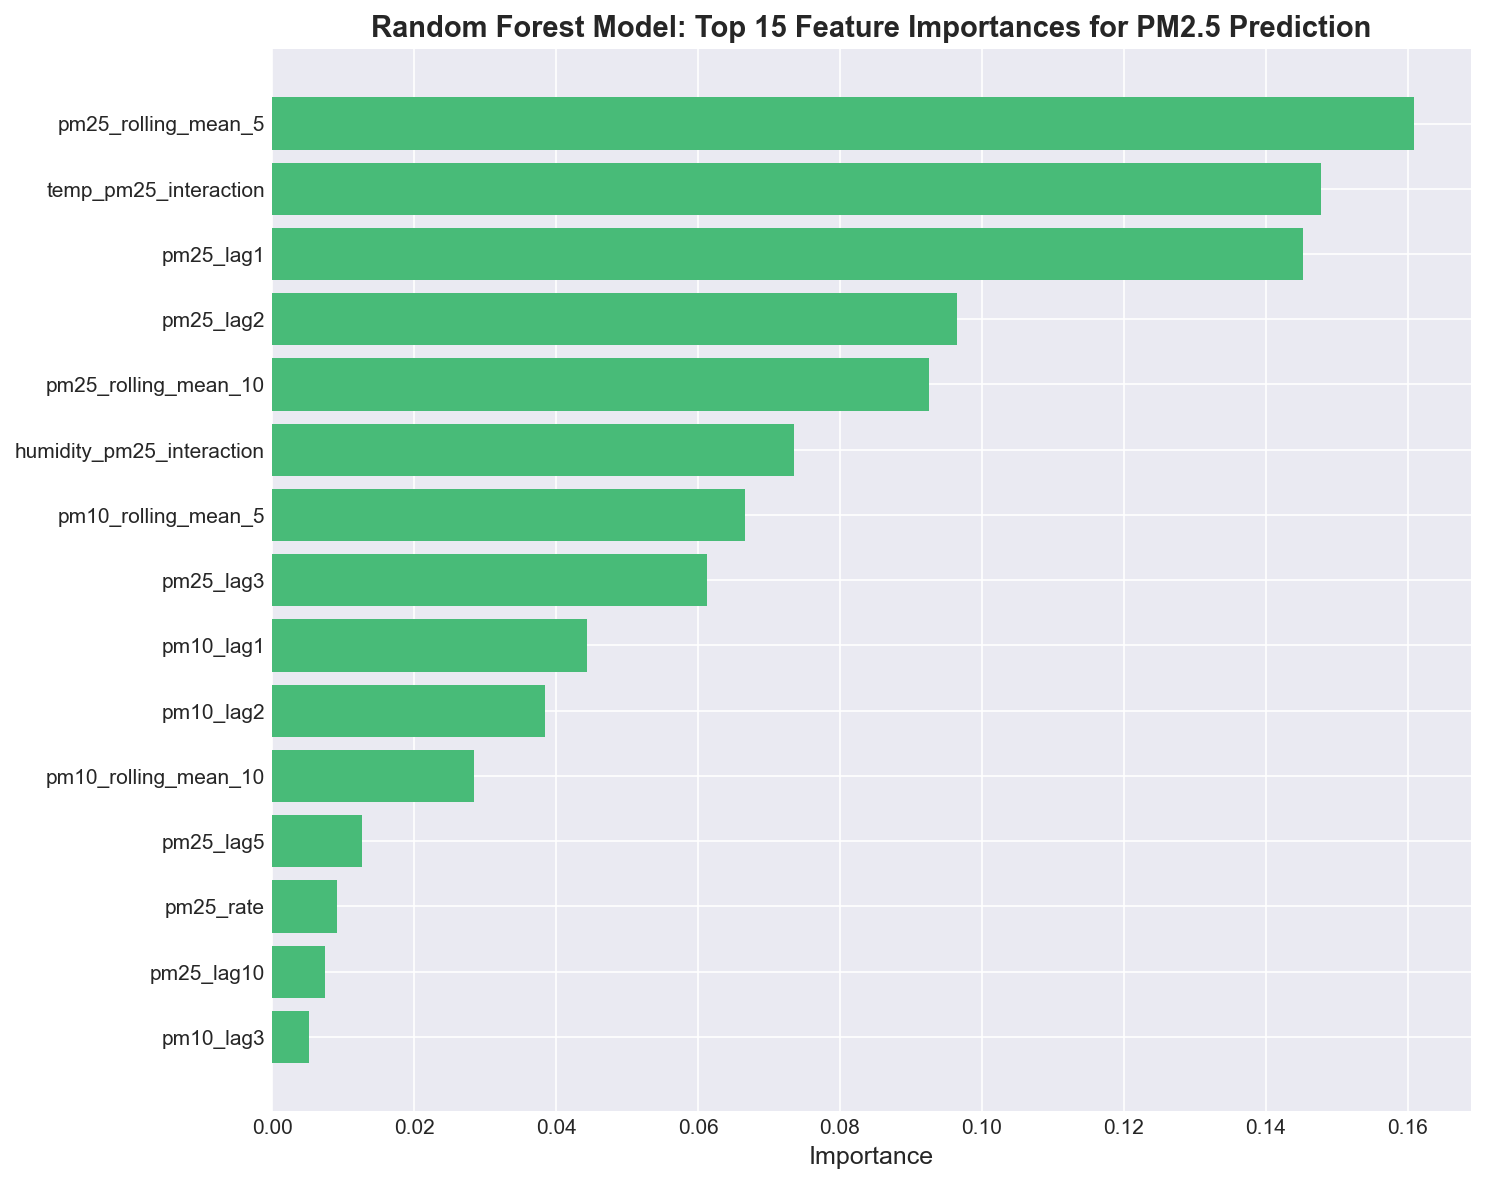 Random Forest Model: Top 15 Feature Importances for PM2.5 Prediction
pm25_rolling_mean_5
temp_pm25_interaction
pm25_lag1
pm25_lag2
pm25_rolling_mean_10
humidity_pm25_interaction
pm10_rolling_mean_5
pm25_lag3
pm10_lag1
pm10_lag2
pm10_rolling_mean_10
pm25_lag5
pm25_rate
pm25_lag10
pm10_lag3
0.00 0.02 0.04 0.06 0.08 0.10 0.12 0.14 0.16
Importance